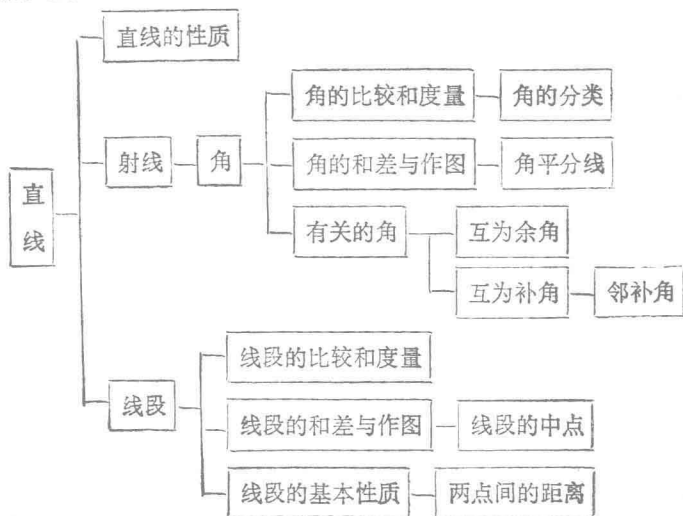 直线的性质
角的比较和度量 角的分类
射线 角 角的和差与作图 角平分线
直线
有关的角 互为余角
互为补角 邻补角
线段的比较和度量
线段 线段的和差与作图 线段的中点
线段的基本性质 两点间的距离